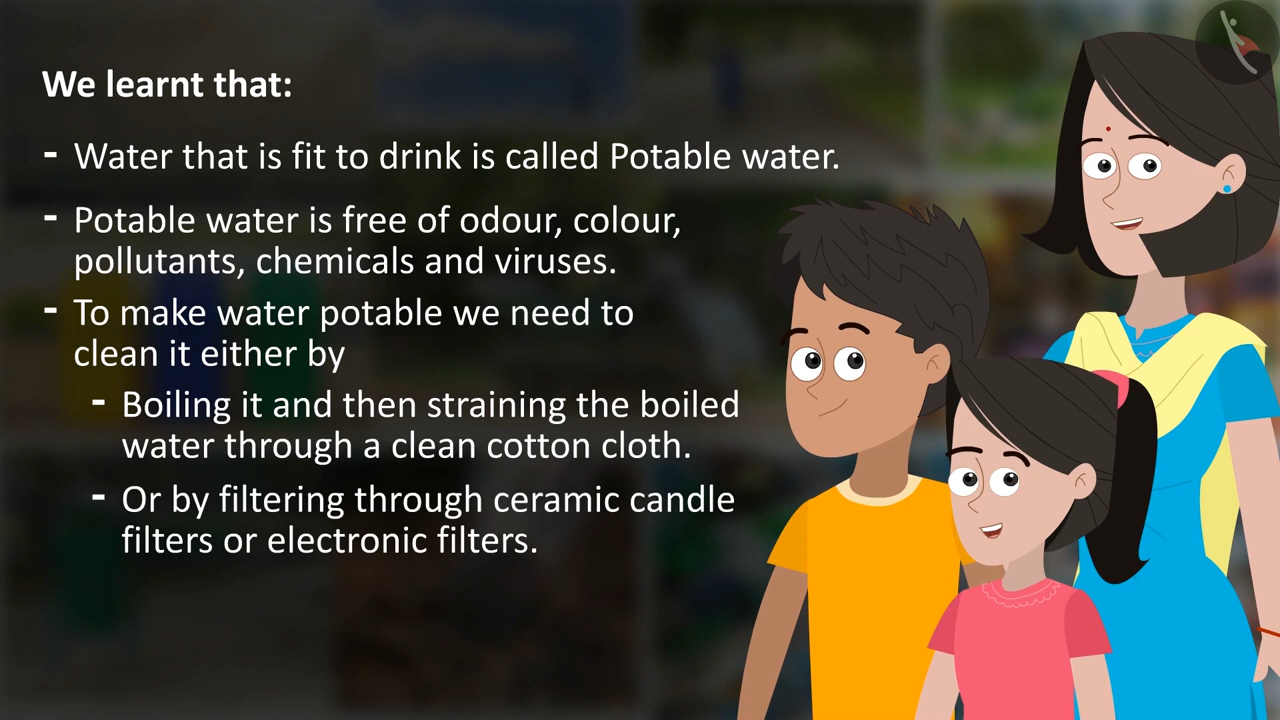 We learnt that:
- Water that is fit to drink is called Potable water.
- Potable water is free of odour, colour,
pollutants, chemicals and viruses.
- To make water potable we need to
clean it either by
- Boiling it and then straining the boiled
water through a clean cotton cloth.
- Or by filtering through ceramic candle
filters or electronic filters.